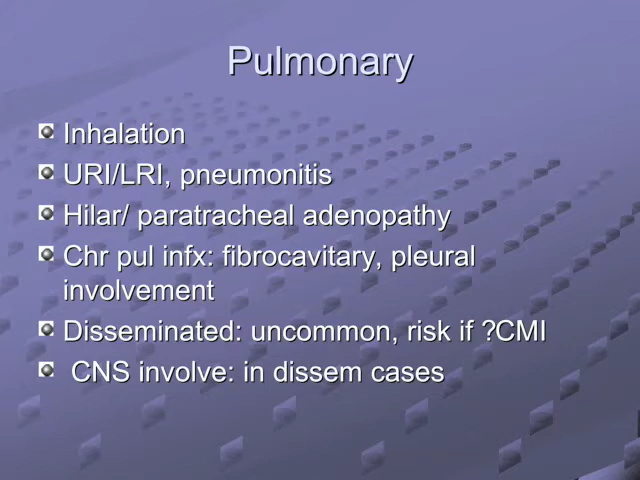 Pulmonary
Inhalation
URI/LRI, pneumonitis
Hilar/ paratracheal adenopathy
Chr pul infx: fibrocavitary, pleural
involvement
Disseminated: uncommon, risk if ?CMI
CNS involve: in dissem cases